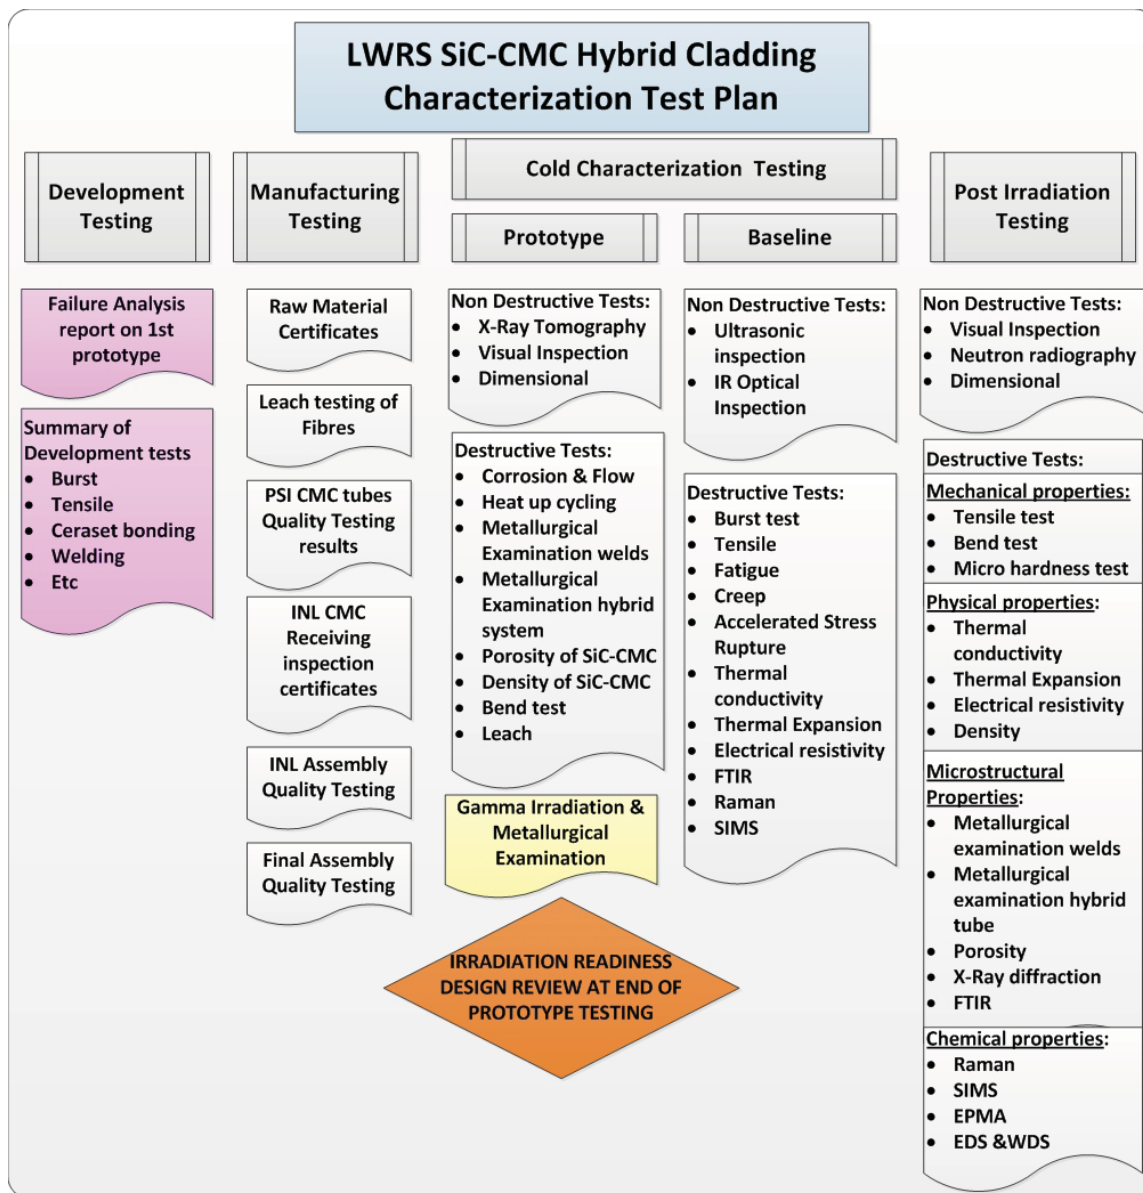 LWRS SiC-CMC Hybrid Cladding
Characterization Test Plan
Development
Testing
Manufacturing
Testing
Cold Characterization Testing
Prototype
Baseline
Post Irradiation
Testing
Failure Analysis
report on 1st
prototype
Summary of
Development tests
• Burst
• Tensile
• Ceraset bonding
• Welding
• Etc
Raw Material
Certificates
Leach testing of
Fibres
PSI CMC tubes
Quality Testing
results
INL CMC
Receiving
inspection
certificates
INL Assembly
Quality Testing
Final Assembly
Quality Testing
Non Destructive Tests:
• X-Ray Tomography
• Visual Inspection
• Dimensional
Destructive Tests:
• Corrosion & Flow
• Heat up cycling
• Metallurgical
Examination welds
• Metallurgical
Examination hybrid
system
• Porosity of SiC-CMC
• Density of SiC-CMC
• Bend test
• Leach
Gamma Irradiation &
Metallurgical
Examination
IRRADIATION READINESS
DESIGN REVIEW AT END OF
PROTOTYPE TESTING
Non Destructive Tests:
• Ultrasonic
inspection
• IR Optical
Inspection
Destructive Tests:
• Burst test
• Tensile
• Fatigue
• Creep
• Accelerated Stress
Rupture
• Thermal
conductivity
• Thermal Expansion
• Electrical resistivity
• FTIR
• Raman
• SIMS
Non Destructive Tests:
• Visual Inspection
• Neutron radiography
• Dimensional
Destructive Tests:
Mechanical properties:
• Tensile test
• Bend test
• Micro hardness test
Physical properties:
• Thermal
conductivity
• Thermal Expansion
• Electrical resistivity
• Density
Microstructural
Properties:
• Metallurgical
examination welds
• Metallurgical
examination hybrid
tube
• Porosity
• X-Ray diffraction
• FTIR
Chemical properties:
• Raman
• SIMS
• EPMA
• EDS &WDS